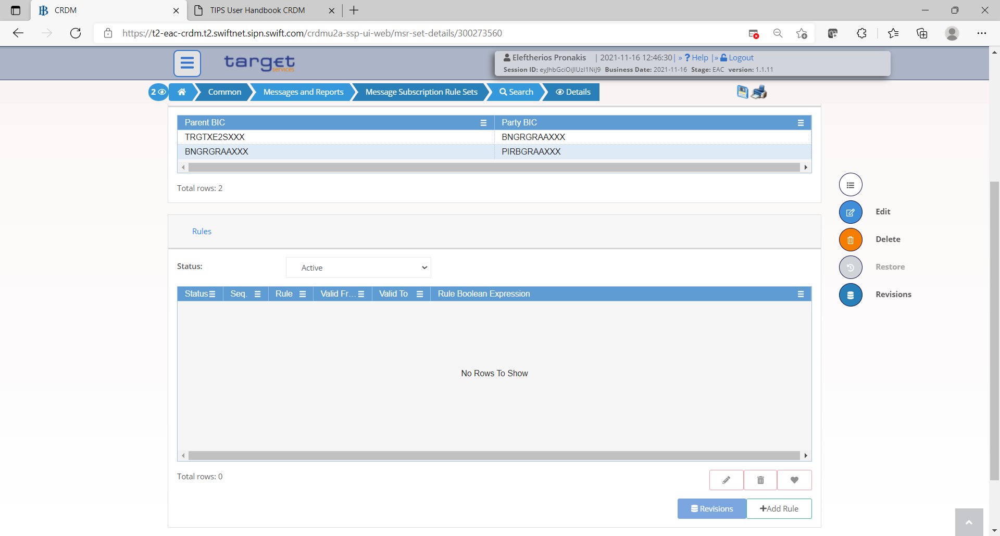 CRDM
TIPS User Handbook CRDM
https://t2-eac-crdm.t2.swiftnet.sipn.swift.com/crdmu2a-ssp-ui-web/msr-set-details/300273560
target
services
Eleftherios Pronakis | 2021-11-16 12:46:30| » ? Help |» Logout
Session ID: eyJhbGciOiJIUzI1NiJ9 Business Date: 2021-11-16 Stage: EAC version: 1.1.11
2 Common Messages and Reports Message Subscription Rule Sets Search Details
Parent BIC Party BIC
TRGTXE2SXXX BNGRGRAAXXX
BNGRGRAAXXX PIRBGRAAXXX
Total rows: 2
Edit
Rules
Delete
Status: Active
Restore
Status Seq. Rule Valid Fr... Valid To Rule Boolean Expression
Revisions
No Rows To Show
Total rows: 0
Revisions +Add Rule